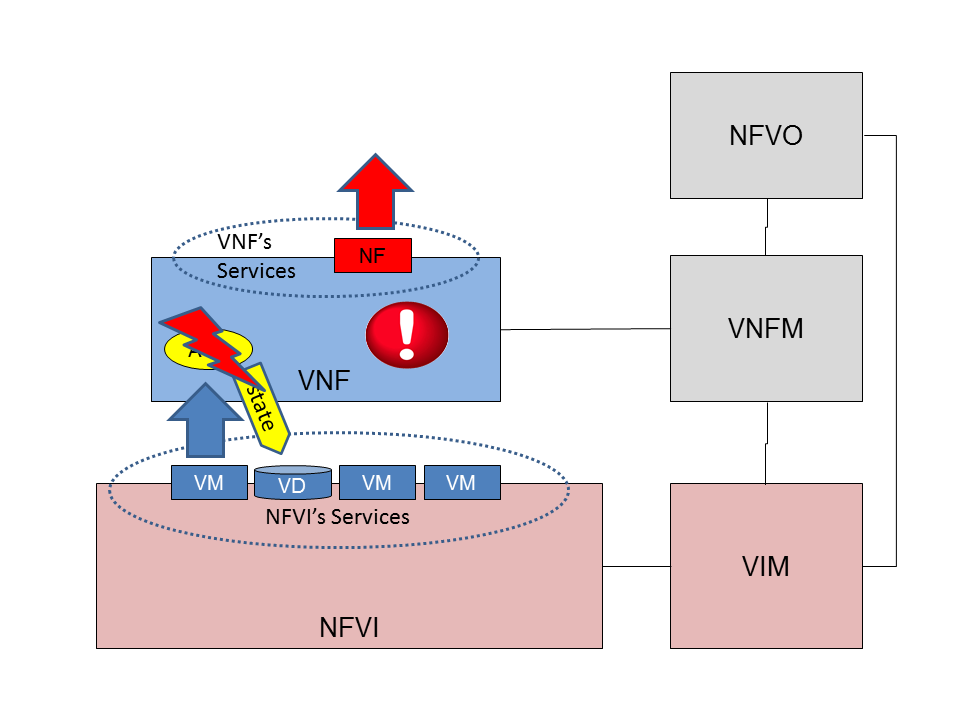 NFVO
VNF’s
Services
NF
VNFM
VNF
state
VM
VD
VM
VM
NFVI’s Services
VIM
NFVI